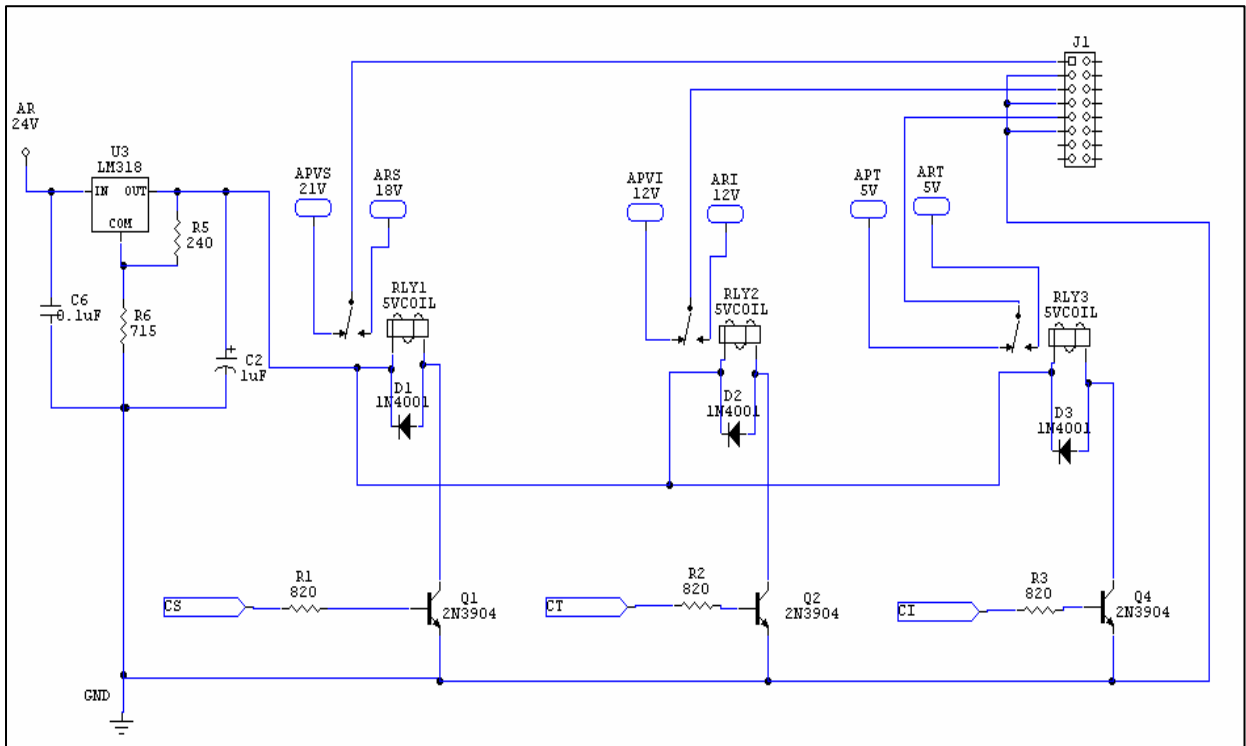 J1
AR
24V
U3
LM318
IN OUT
COM
R5
240
C6
0.1uF
R6
715
C2
1uF
APVS
21V
ARS
18V
RLY1
5VCOIL
D1
1N4001
APVI
12V
ARI
12V
RLY2
5VCOIL
D2
1N4001
APT
5V
ART
5V
RLY3
5VCOIL
D3
1N4001
CS
R1
820
Q1
2N3904
CT
R2
820
Q2
2N3904
CI
R3
820
Q4
2N3904
GND